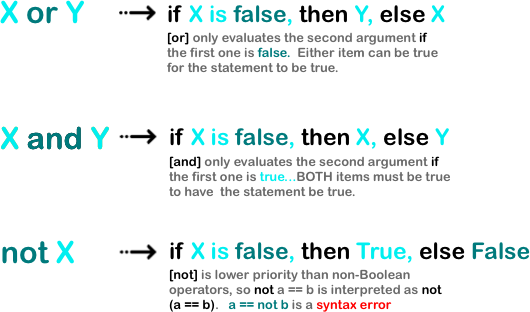 X or Y if X is false, then Y, else X
[or] only evaluates the second argument if
the first one is false. Either item can be true
for the statement to be true.
X and Y if X is false, then X, else Y
[and] only evaluates the second argument if
the first one is true...BOTH items must be true
to have the statement be true.
not X if X is false, then True, else False
[not] is lower priority than non-Boolean
operators, so not a == b is interpreted as not
(a == b). a == not b is a syntax error